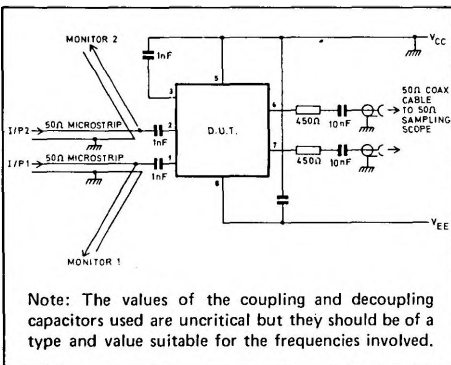 MONITOR 2
VCC
1nF
5
3
50Ω COAX
CABLE
TO 50Ω
SAMPLING
SCOPE
I/P2
50Ω MICROSTRIP
2
1nF
D.U.T.
6
450Ω
10nF
I/P1
50Ω MICROSTRIP
1
1nF
7
450Ω
10nF
8
VEE
MONITOR 1
Note: The values of the coupling and decoupling
capacitors used are uncritical but they should be of a
type and value suitable for the frequencies involved.